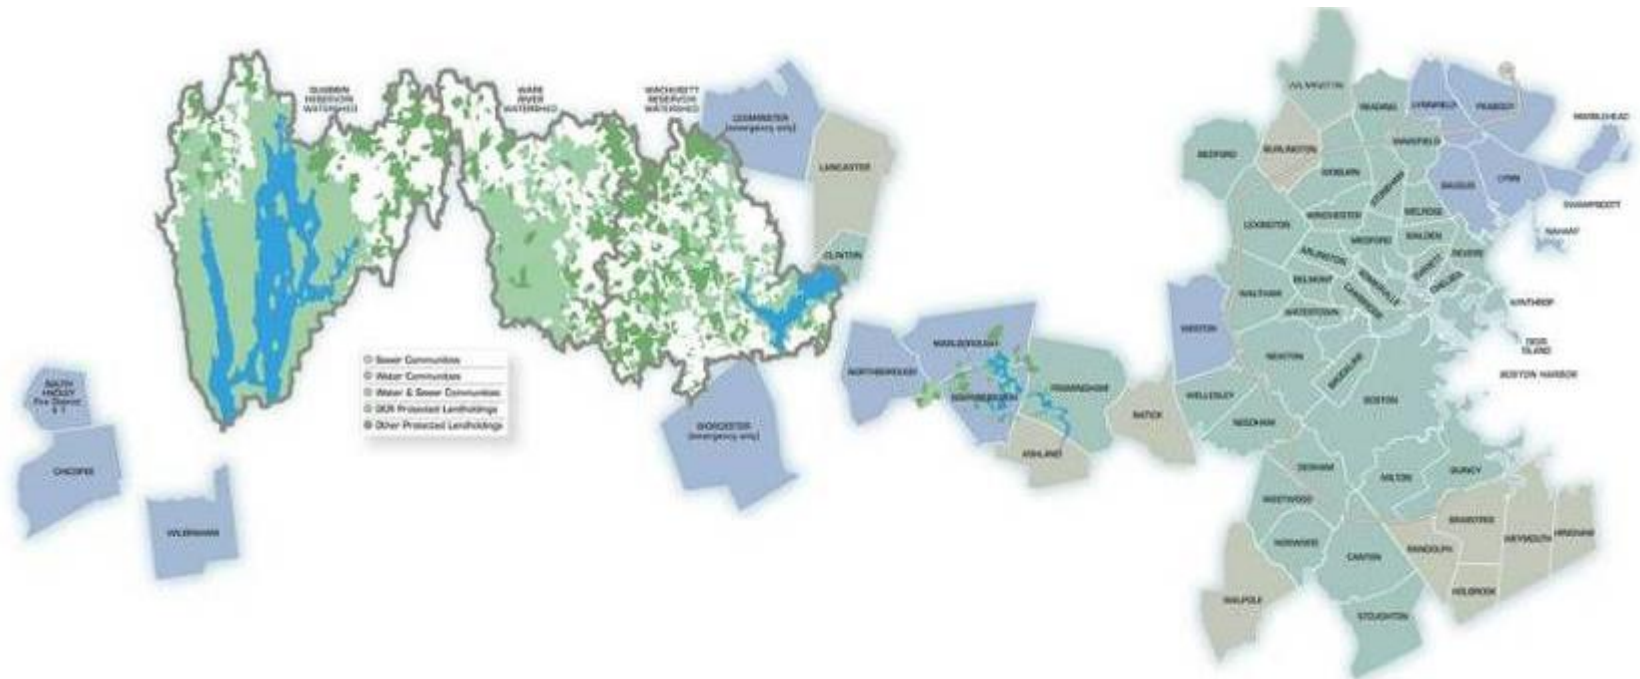 QUABBIN
RESERVOIR
WATERSHED
WARE
RIVER
WATERSHED
WACHUSETT
RESERVOIR
WATERSHED
LEOMINSTER
(emergency only)
LANCASTER
CLINTON
Sewer Communities
Water Communities
Water & Sewer Communities
DCR Protected Landholdings
Other Protected Landholdings
SOUTH
HADLEY
Fire District
CHICOPEE
WILBRAHAM
WORCESTER
(emergency only)
NORTHBOROUGH
MARLBOROUGH
SOUTHBOROUGH
FRAMINGHAM
ASHLAND
NATICK
WILMINGTON
READING
LYNNFIELD
PEABODY
MARBLEHEAD
BEDFORD
BURLINGTON
WAKEFIELD
WOBURN
STONEHAM
SAUGUS
LYNN
SWAMPSCOTT
NAHANT
LEXINGTON
WINCHESTER
MELROSE
MEDFORD
MALDEN
REVERE
ARLINGTON
EVERETT
CHELSEA
BELMONT
SOMERVILLE
CAMBRIDGE
WALTHAM
WATERTOWN
WINTHROP
DEER
ISLAND
BOSTON HARBOR
WESTON
NEWTON
BROOKLINE
BOSTON
WELLESLEY
NEEDHAM
DEDHAM
MILTON
QUINCY
WESTWOOD
NORWOOD
CANTON
RANDOLPH
BRAINTREE
WEYMOUTH
HINGHAM
HOLBROOK
WALPOLE
STOUGHTON